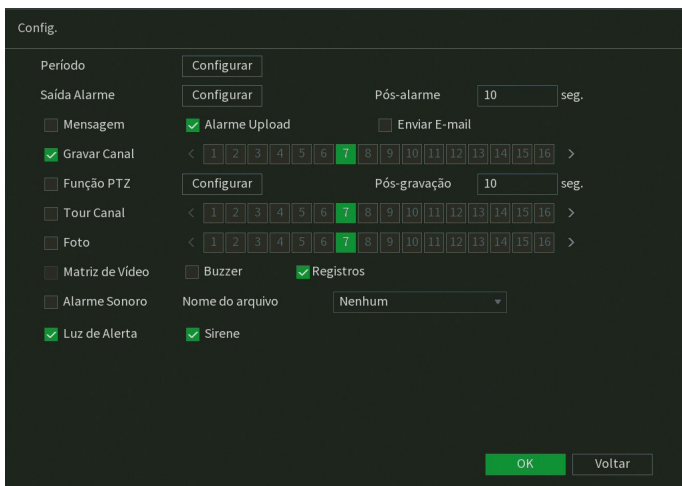 Config.
Período Configurar
Saída Alarme Configurar Pós-alarme 10 seg.
Mensagem Alarme Upload Enviar E-mail
Gravar Canal < 1 2 3 4 5 6 7 8 9 10 11 12 13 14 15 16 >
Função PTZ Configurar Pós-gravação 10 seg.
Tour Canal < 1 2 3 4 5 6 7 8 9 10 11 12 13 14 15 16 >
Foto < 1 2 3 4 5 6 7 8 9 10 11 12 13 14 15 16 >
Matriz de Vídeo Buzzer Registros
Alarme Sonoro Nome do arquivo Nenhum
Luz de Alerta Sirene
OK Voltar